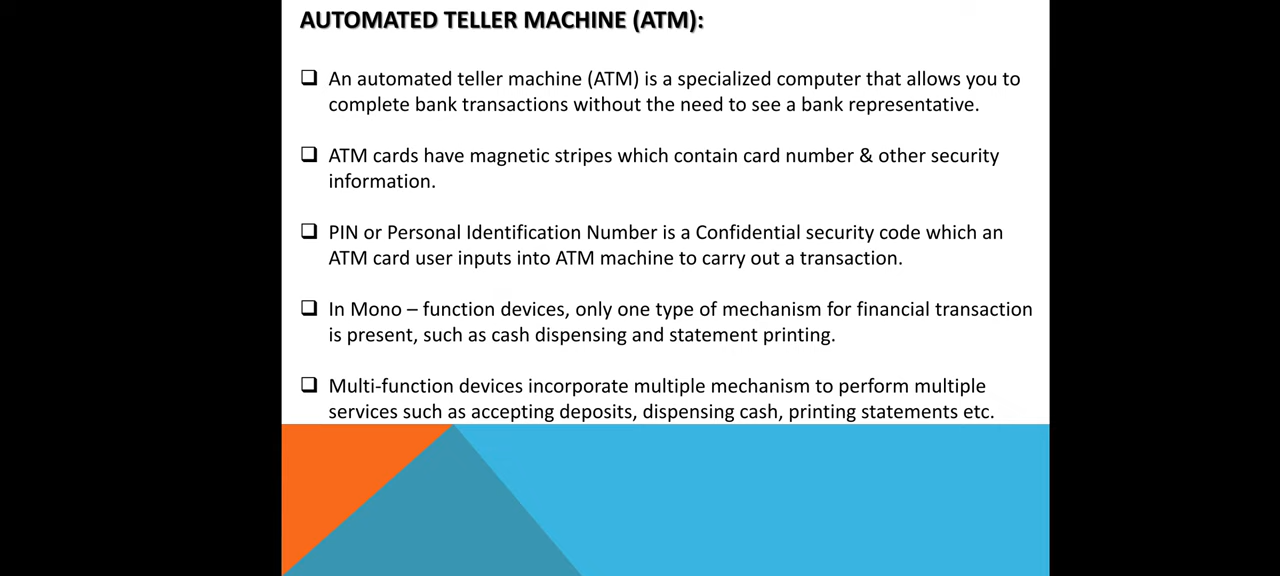 AUTOMATED TELLER MACHINE (ATM):
❑ An automated teller machine (ATM) is a specialized computer that allows you to
complete bank transactions without the need to see a bank representative.
❑ ATM cards have magnetic stripes which contain card number & other security
information.
❑ PIN or Personal Identification Number is a Confidential security code which an
ATM card user inputs into ATM machine to carry out a transaction.
❑ In Mono – function devices, only one type of mechanism for financial transaction
is present, such as cash dispensing and statement printing.
❑ Multi-function devices incorporate multiple mechanism to perform multiple
services such as accepting deposits, dispensing cash, printing statements etc.